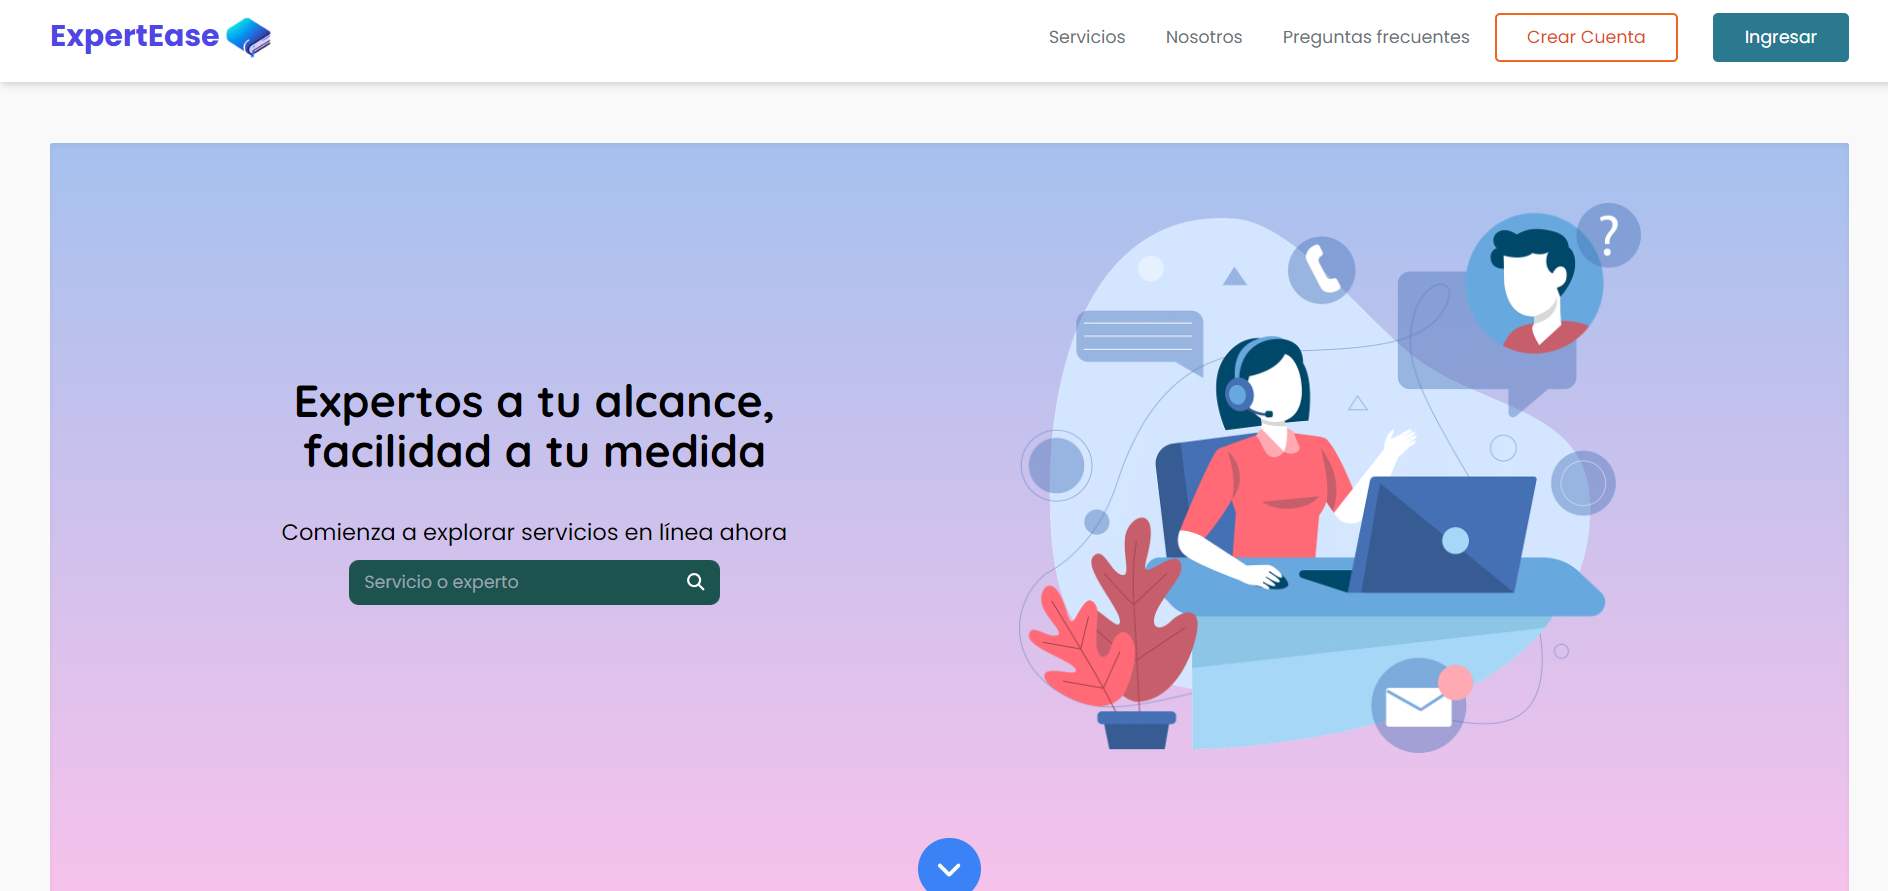 ExpertEase
Servicios
Nosotros
Preguntas frecuentes
Crear Cuenta
Ingresar
Expertos a tu alcance,
facilidad a tu medida
Comienza a explorar servicios en línea ahora
Servicio o experto
?